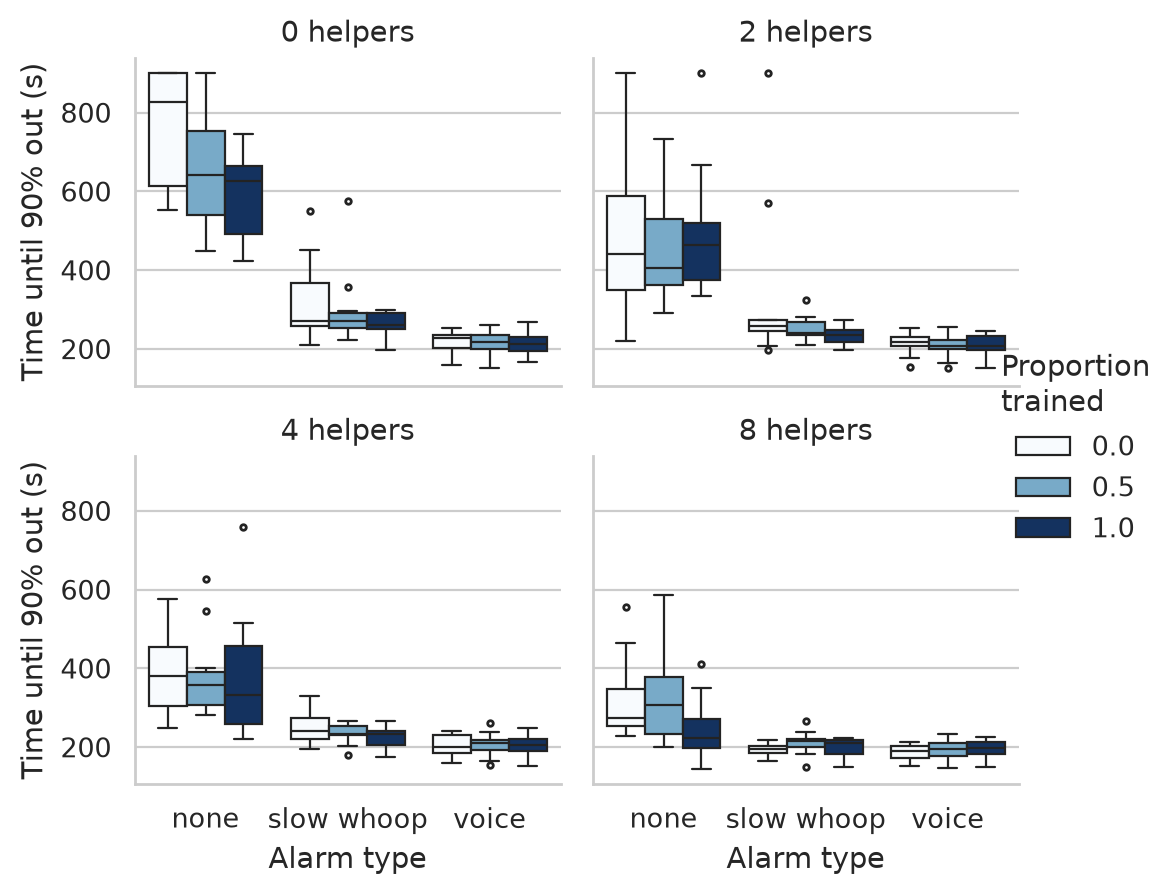 0 helpers
2 helpers
Time until 90% out (s)
800
600
400
200
Proportion
trained
0.0
0.5
1.0
4 helpers
8 helpers
Time until 90% out (s)
800
600
400
200
none
slow whoop
voice
none
slow whoop
voice
Alarm type
Alarm type